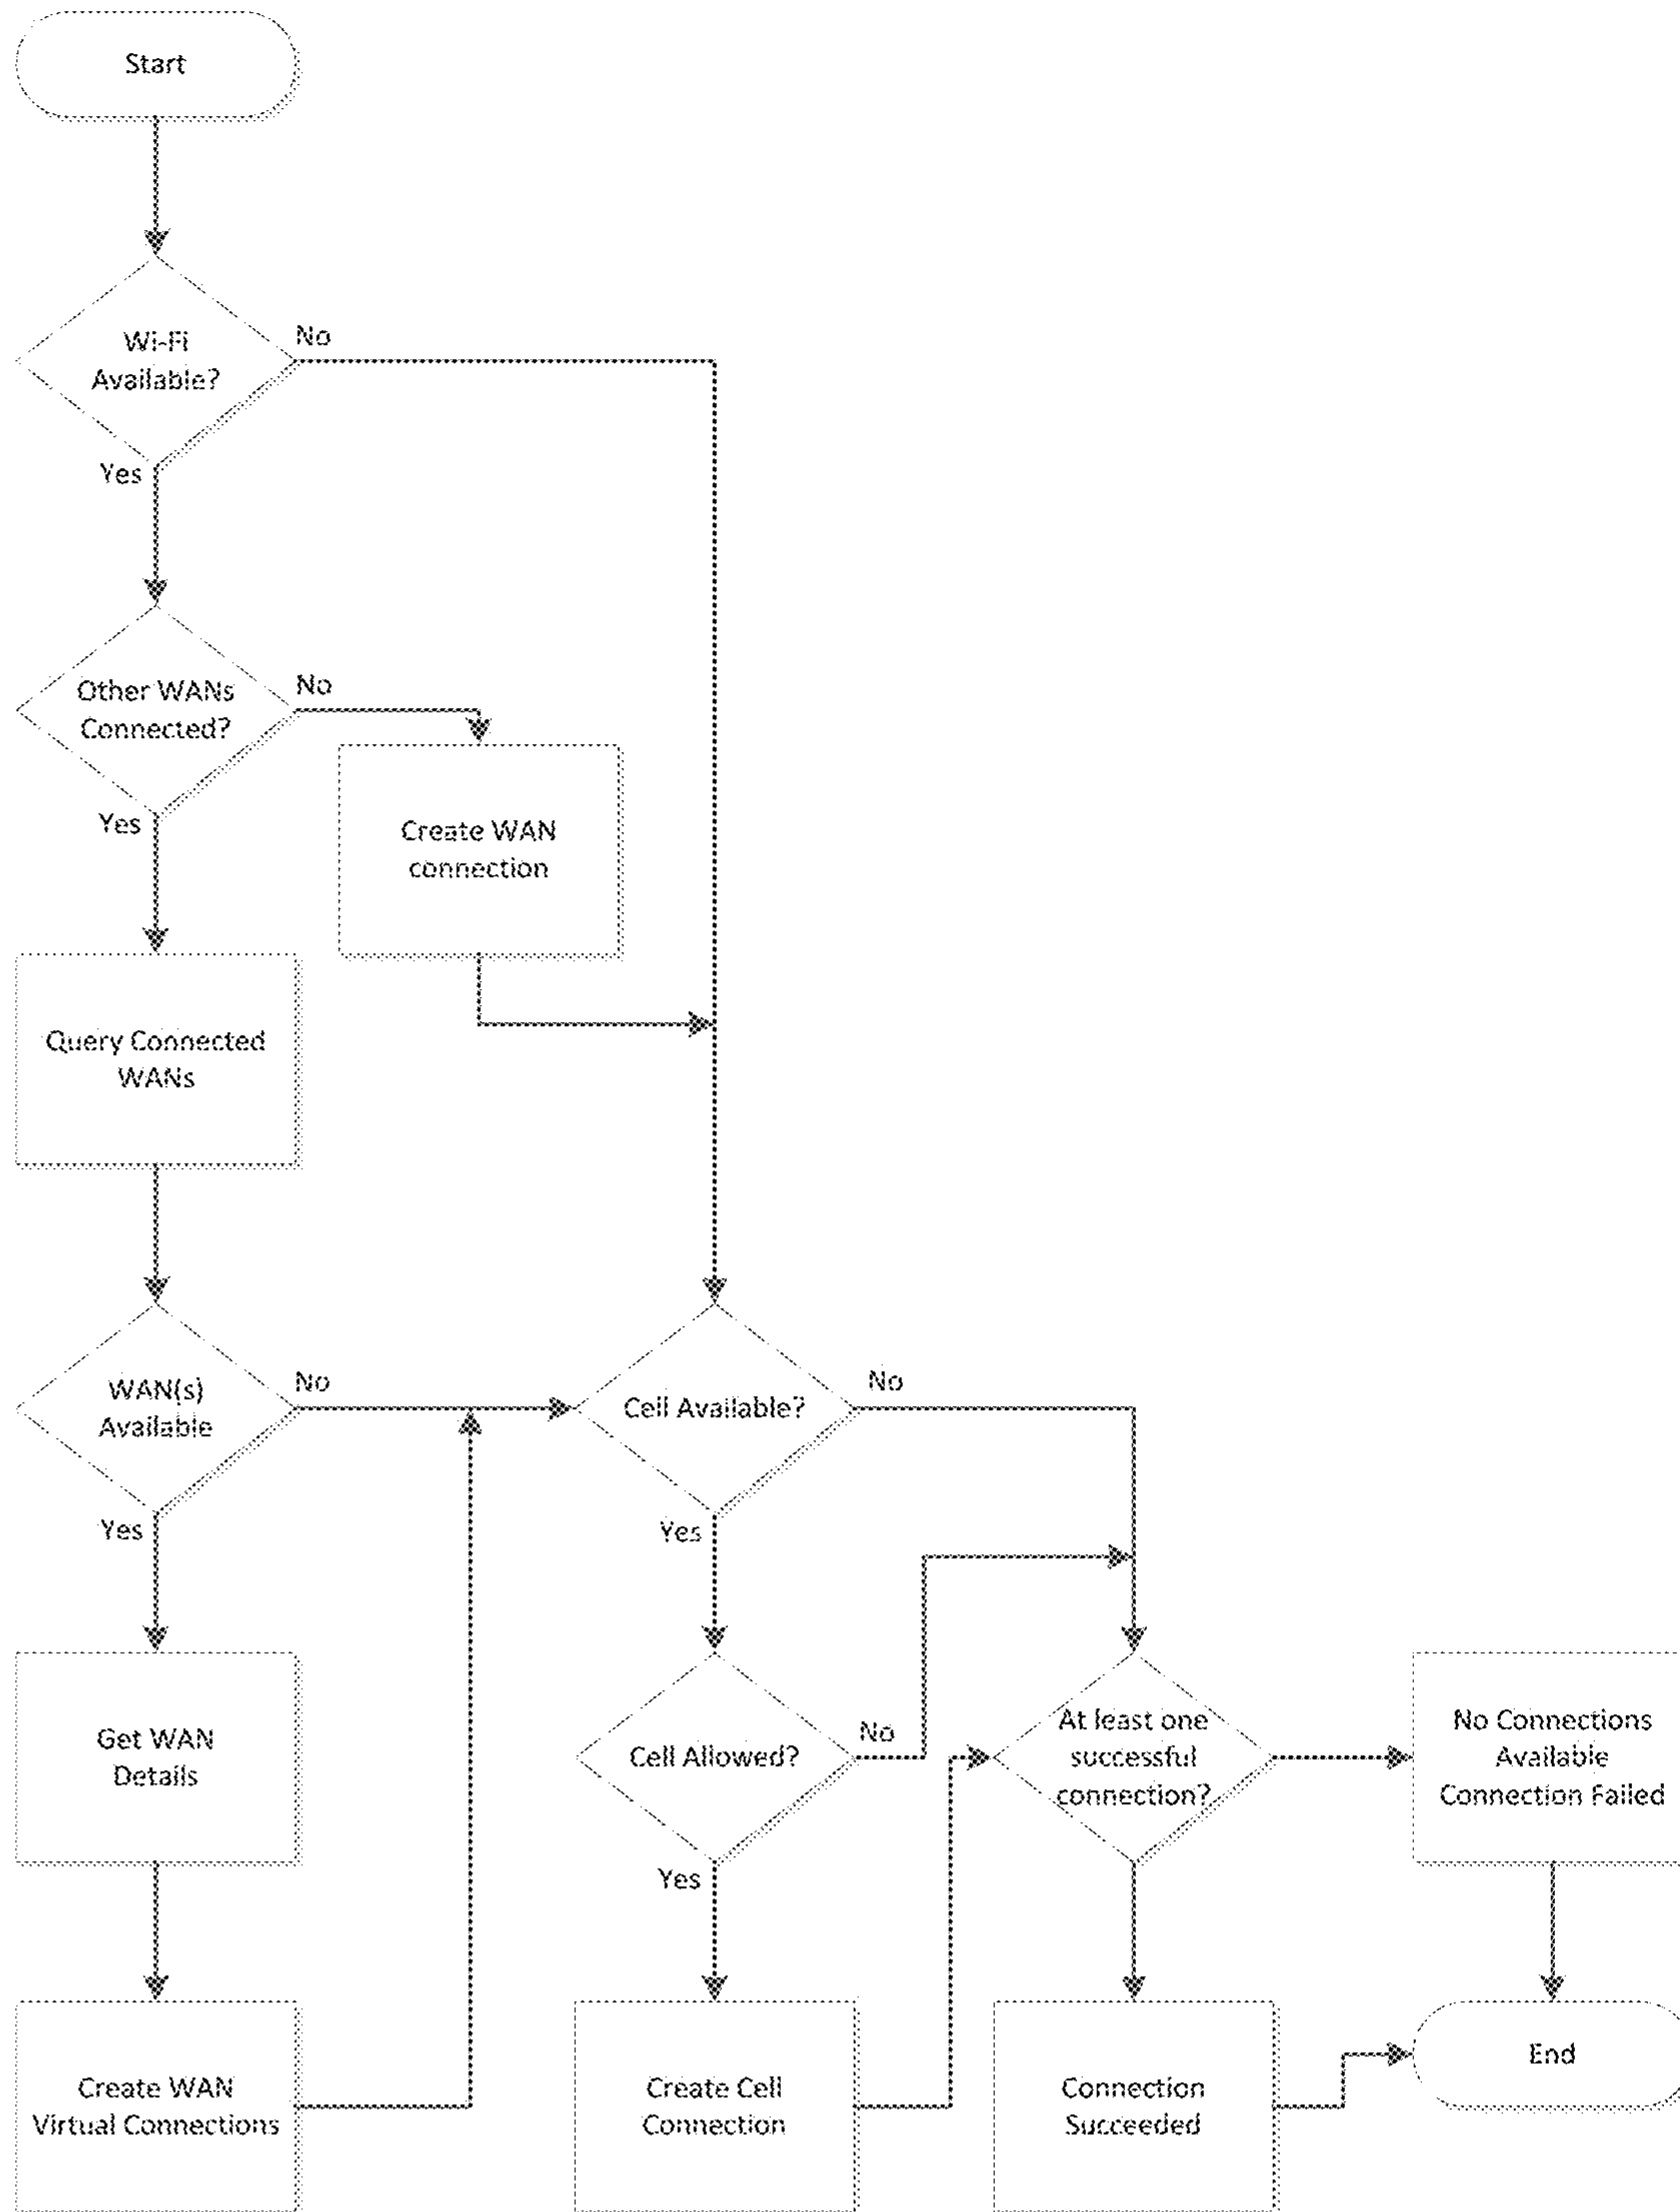 Start
Wi-Fi
Available?
No
Yes
Other WANs
Connected?
No
Yes
Create WAN
connection
Query Connected
WANs
WAN(s)
Available
No
Yes
Cell Available?
No
Yes
Get WAN
Details
Cell Allowed?
No
Yes
At least one
successful
connection?
No Connections
Available
Connection Failed
Create WAN
Virtual Connections
Create Cell
Connection
Connection
Succeeded
End